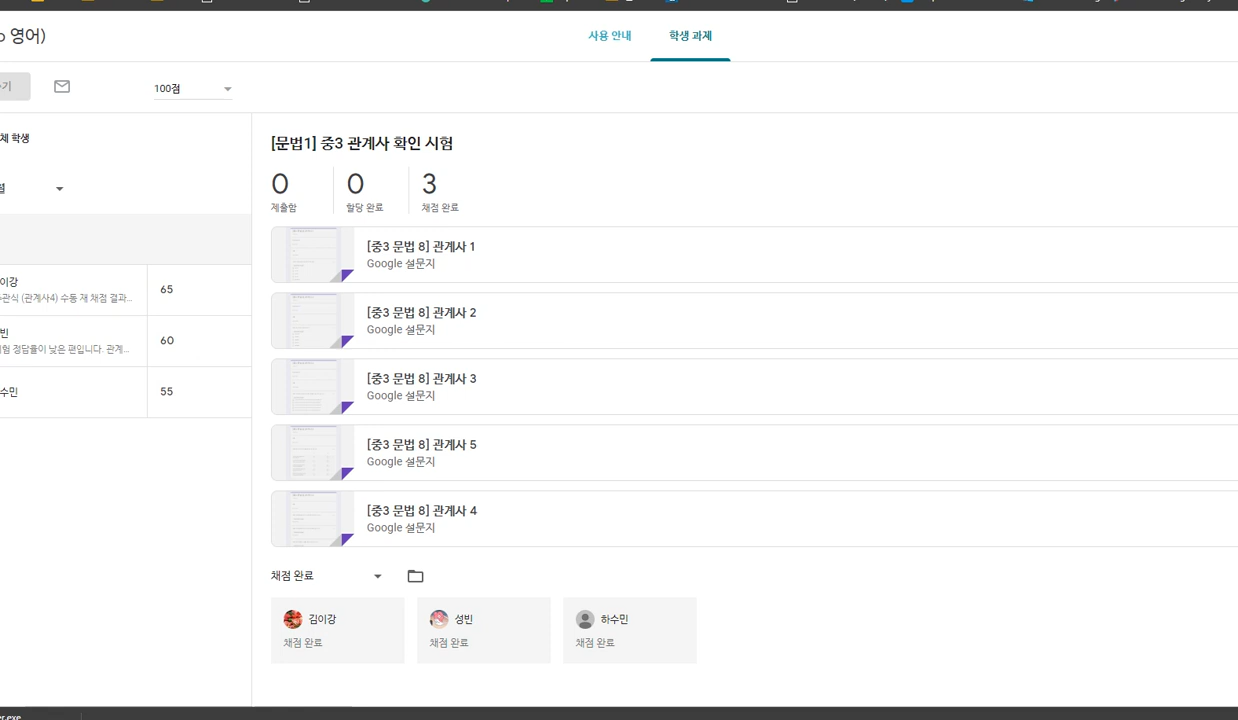 영어)
사용 안내
학생 과제
100점
[문법1] 중3 관계사 확인 시험
0
제출함
0
할당 완료
3
채점 완료
이강
(관계사4) 수동 재 채점 결과…
65
빈
정답률이 낮은 편입니다. 관계…
60
수민
55
[중3 문법 8] 관계사 1
Google 설문지
[중3 문법 8] 관계사 2
Google 설문지
[중3 문법 8] 관계사 3
Google 설문지
[중3 문법 8] 관계사 5
Google 설문지
[중3 문법 8] 관계사 4
Google 설문지
채점 완료
김이강
채점 완료
성빈
채점 완료
하수민
채점 완료